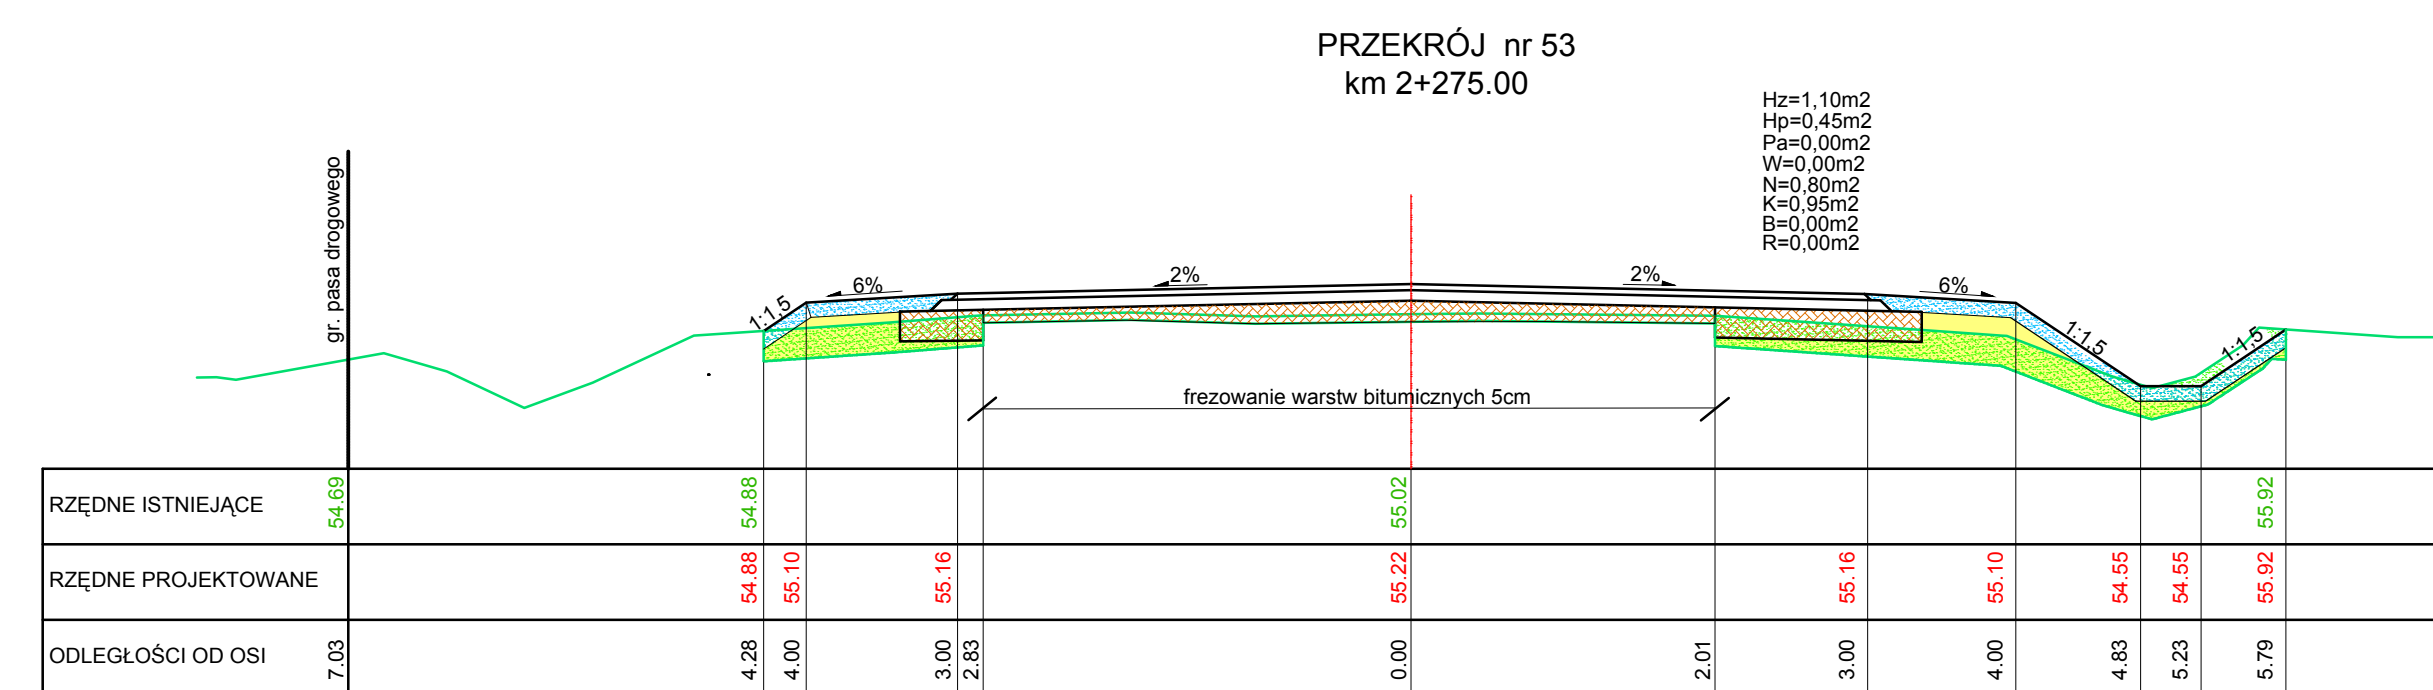 PRZEKRÓJ nr 53
km 2+275.00
Hz=1,10m2
Hp=0,45m2
Pa=0,00m2
W=0,00m2
N=0,80m2
K=0,95m2
B=0,00m2
R=0,00m2
gr. pasa drogowego
1:1,5
6%
2%
2%
6%
1:1,5
1:1,5
frezowanie warstw bitumicznych 5cm
RZĘDNE ISTNIEJĄCE 54.69 54.88 55.02 55.92
RZĘDNE PROJEKTOWANE 54.88 55.10 55.16 55.22 55.16 55.10 54.55 54.55 55.92
ODLEGŁOŚCI OD OSI 7.03 4.28 4.00 3.00 2.83 0.00 2.01 3.00 4.00 4.83 5.23 5.79